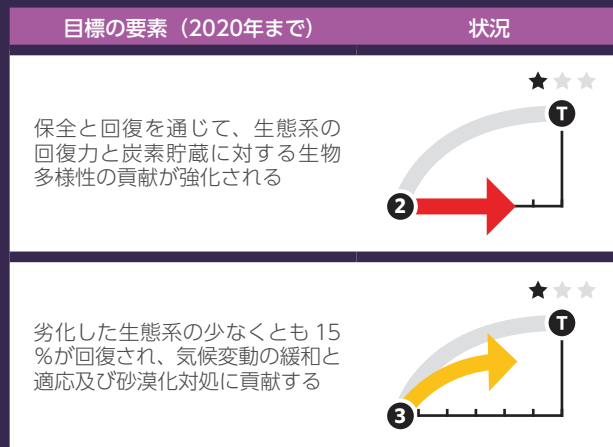 目標の要素（2020年まで）
状況
保全と回復を通じて、生態系の
回復力と炭素貯蔵に対する生物
多様性の貢献が強化される
T
2
劣化した生態系の少なくとも 15
%が回復され、気候変動の緩和と
適応及び砂漠化対処に貢献する
T
3